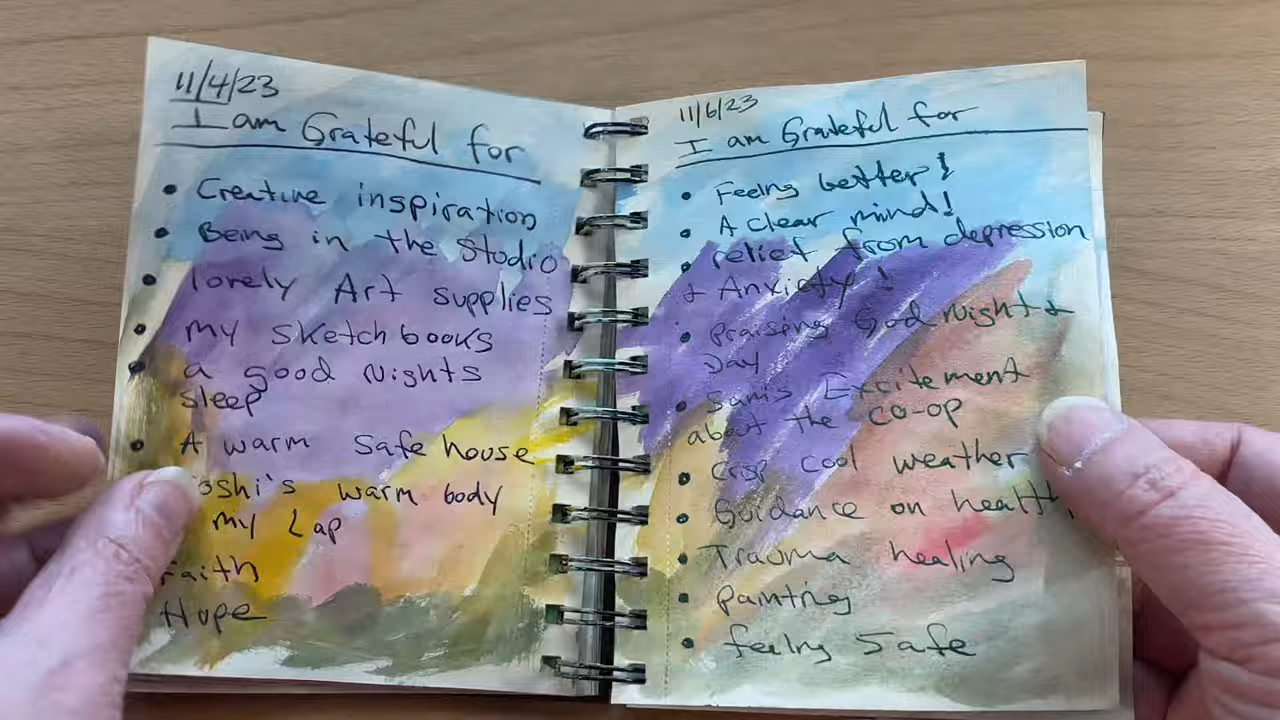 11/4/23
I am Grateful for
• Creative inspiration
• Being in the Studio
• lovely Art supplies
• my sketchbooks
• a good Nights
sleep
• A warm safe house
oshi's warm body
my Lap
Faith
Hope
11/6/23
I am Grateful for
• Feelng better!
• A clear mind!
• relief from depression
+ Anxiety!
• Praising God Night +
Day
• Sam's Excitement
about the co-op
• Crisp cool weather
• Guidance on health
• Trauma healing
• painting
• feelng Safe